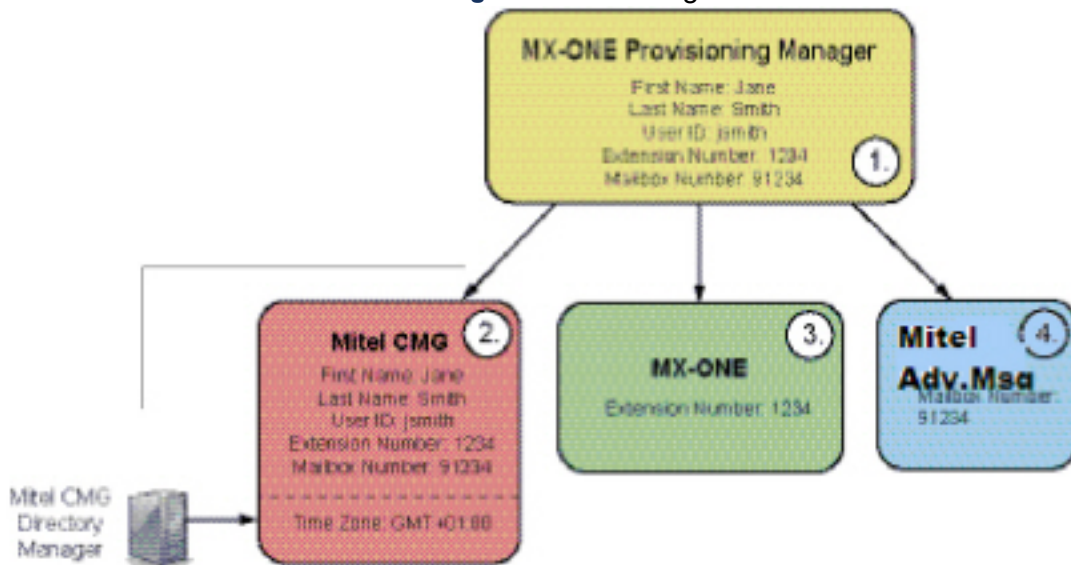 MX-ONE Provisioning Manager
First Name: Jane
Last Name: Smith
User ID: jsmith
Extension Number: 1234
Mailbox Number: 91234
1.
Mitel CMG
2.
First Name: Jane
Last Name: Smith
User ID: jsmith
Extension Number: 1234
Mailbox Number: 91234
Time Zone: GMT
MX-ONE
3.
Extension Number: 1234
Mitel
4.
Adv.Msg
Mailbox Number:
91234
Mitel CMG
Directory
Manager